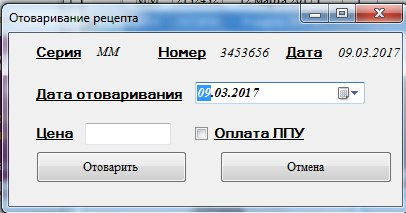 Отоваривание рецепта
Серия ММ Номер 3453656 Дата 09.03.2017
Дата отоваривания 09.03.2017
Цена Оплата ЛПУ
Отоварить Отмена